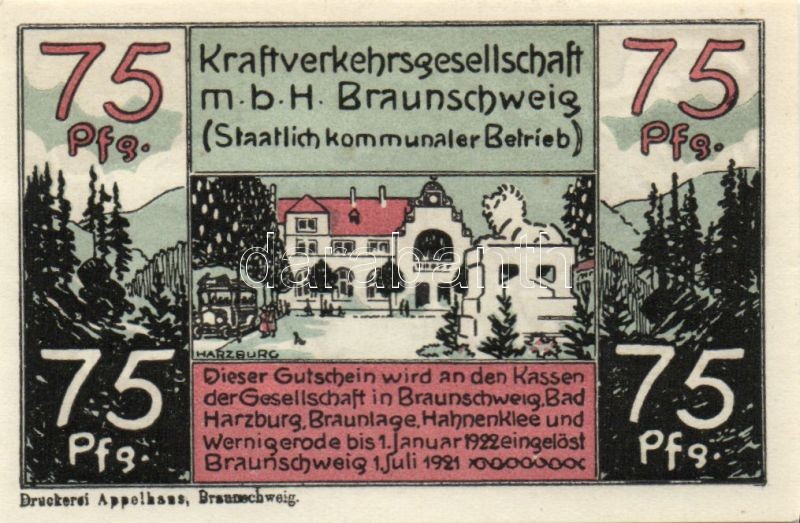 75 Pfg.
Kraftverkehrsgesellschaft
m.b.H. Braunschweig
(Staatlich kommunaler Betrieb)
75 Pfg.
HARZBURG
darabanth
75 Pfg.
Dieser Gutschein wird an den Kassen
der Gesellschaft in Braunschweig, Bad
Harzburg, Braunlage, Hahnenklee und
Wernigerode bis 1. Januar 1922 eingelöst
Braunschweig 1. Juli 1921
75 Pfg.
Druckerei Appelhans, Braunschweig.